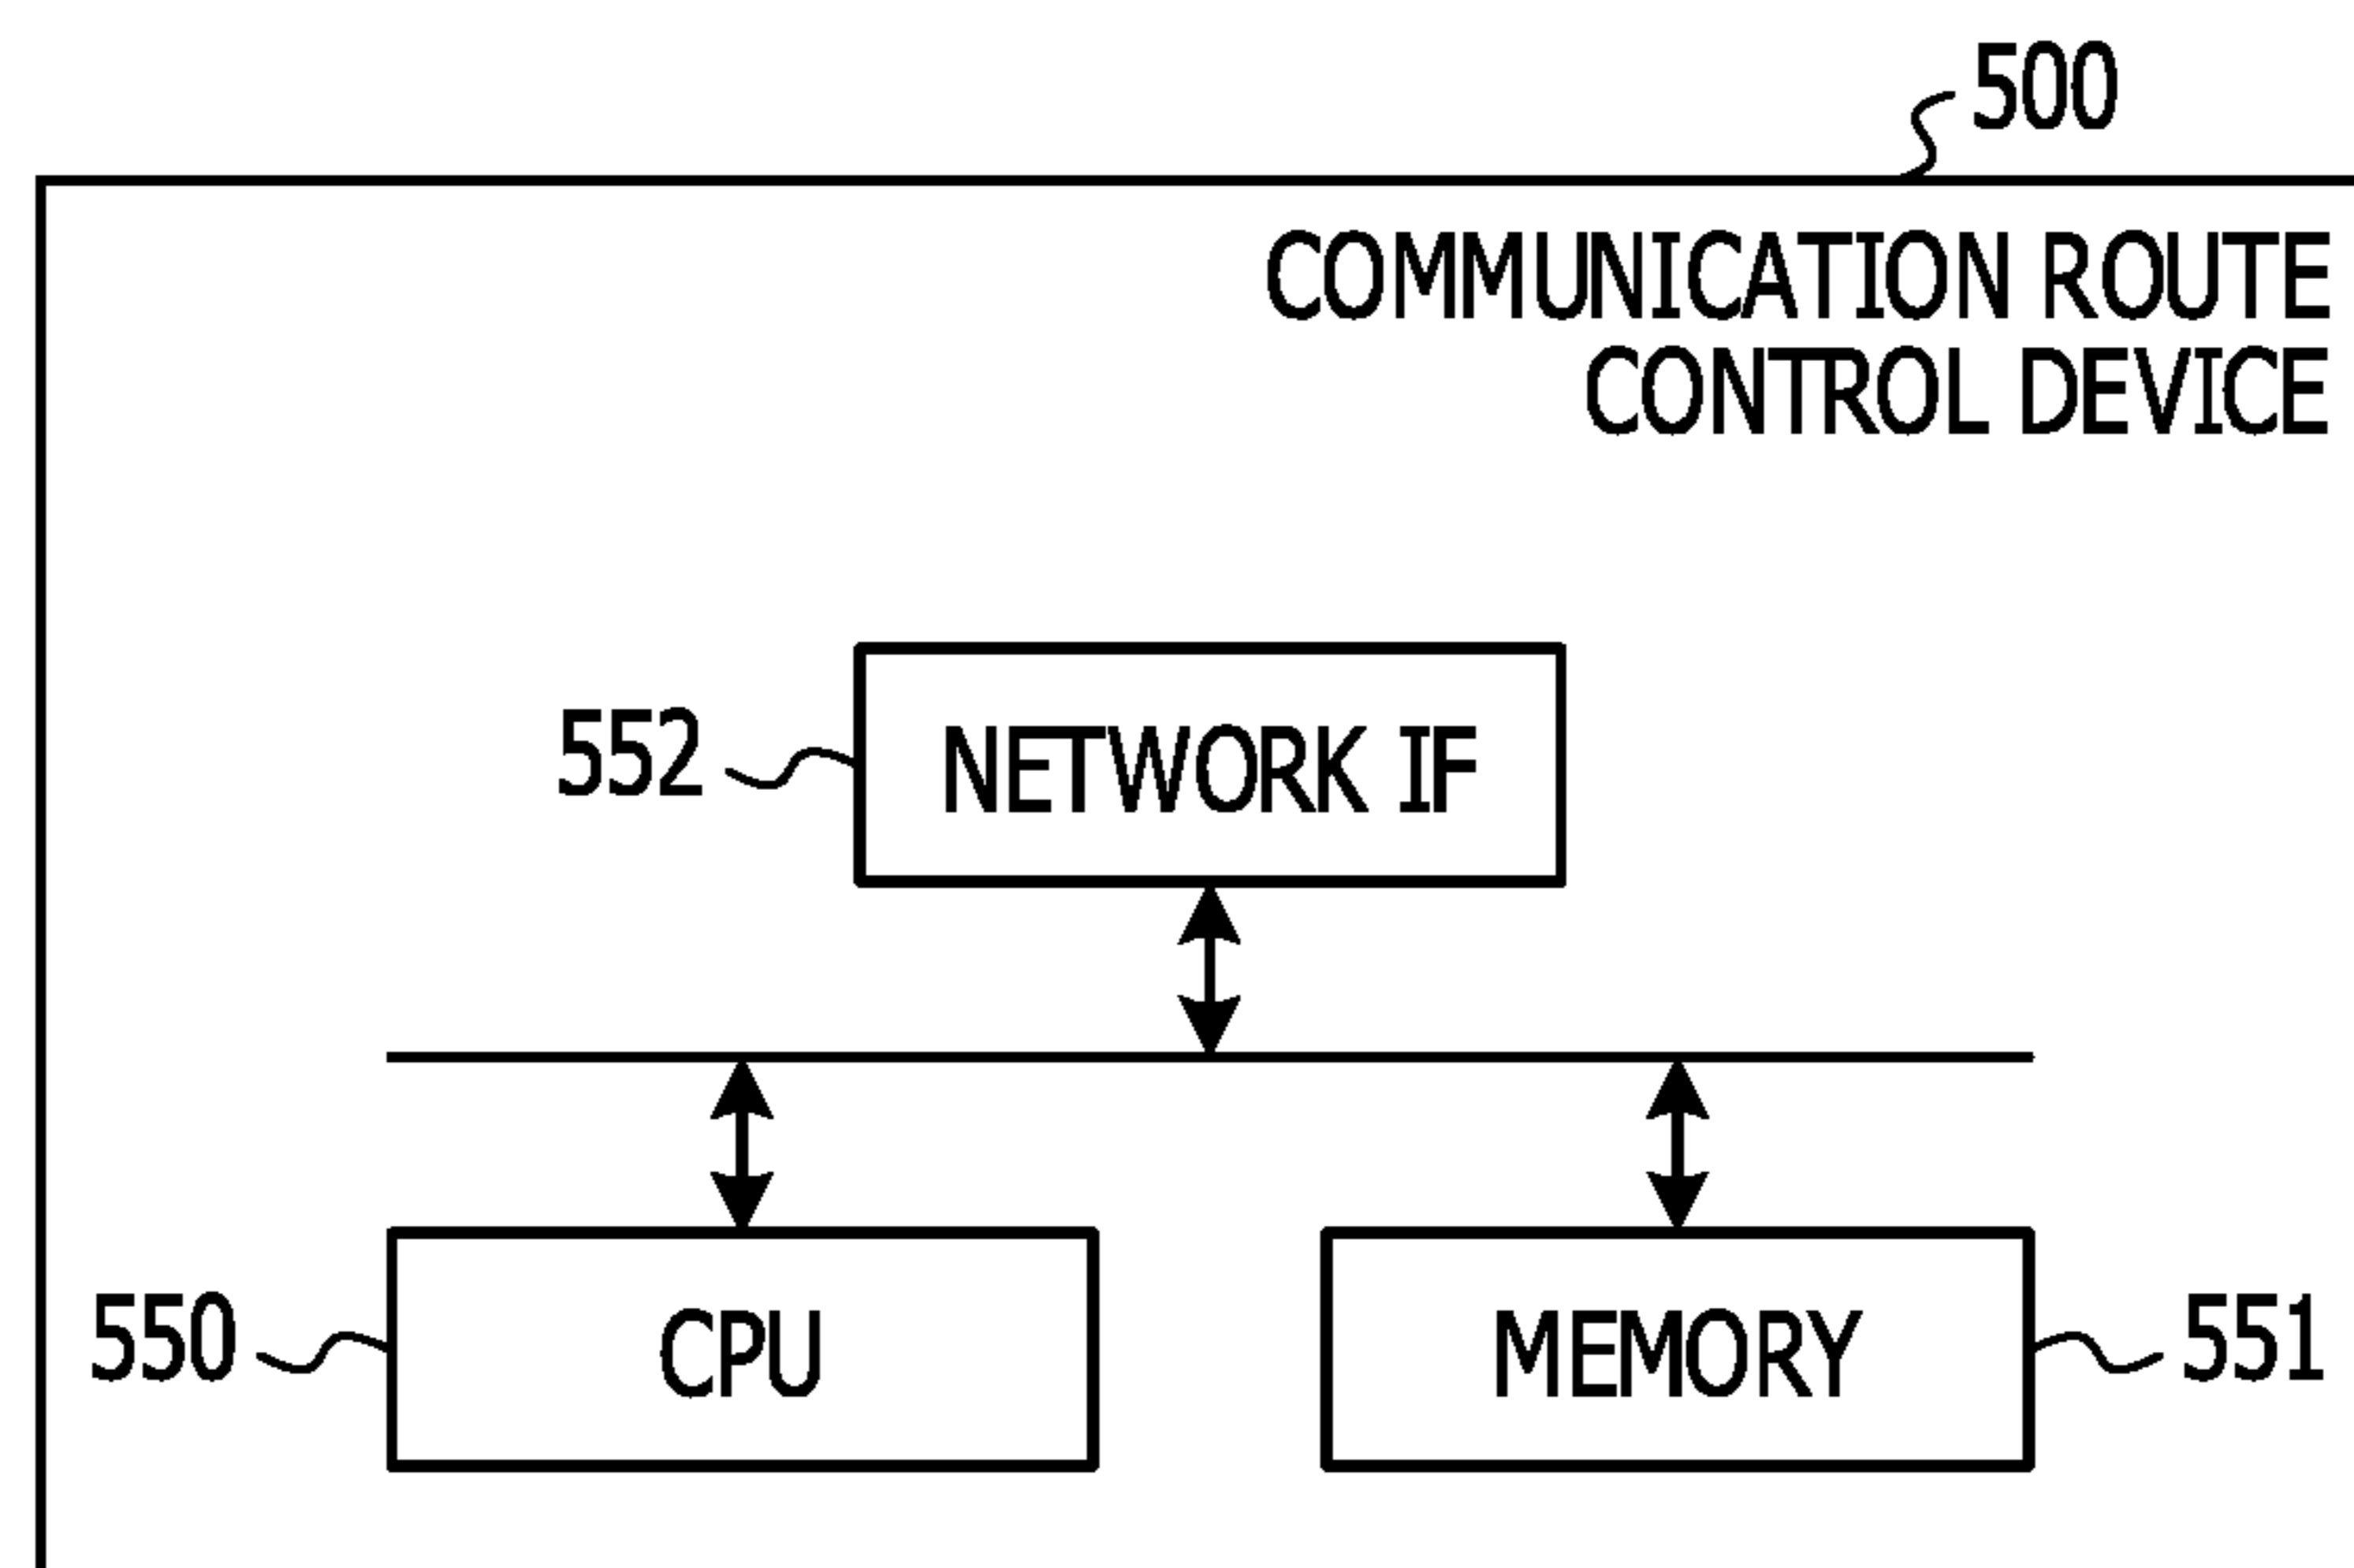 500
COMMUNICATION ROUTE
CONTROL DEVICE
552
NETWORK IF
550
CPU
MEMORY
551